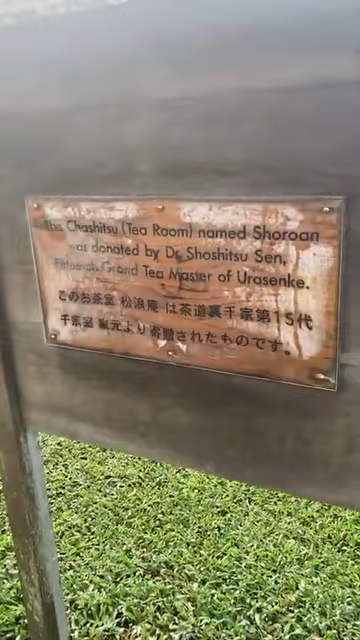 This Chashitsu (Tea Room) named Shoroan
was donated by Dr. Shoshitsu Sen,
Fifteenth Grand Tea Master of Urasenke.
このお茶室 松浪庵 は茶道裏千家第15代
千宗室 家元より寄贈されたものです。